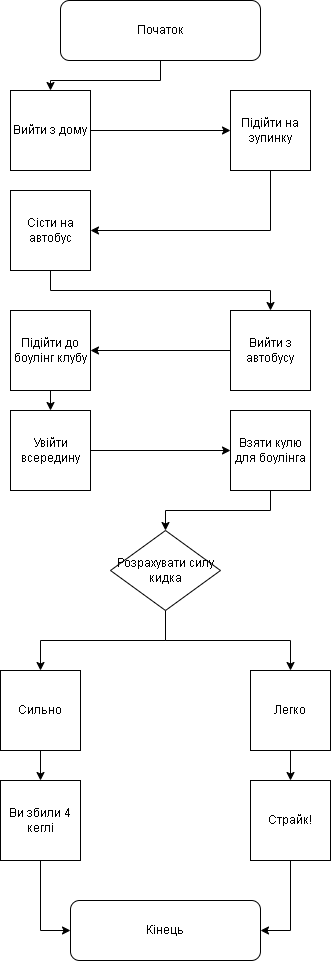 Початок
Вийти з дому
Підійти на
зупинку
Сісти на
автобус
Вийти з
автобусу
Підійти до
боулінг клубу
Увійти
всередину
Взяти кулю
для боулінга
Розрахувати силу
кидка
Сильно
Легко
Ви збили 4
кеглі
Страйк!
Кінець